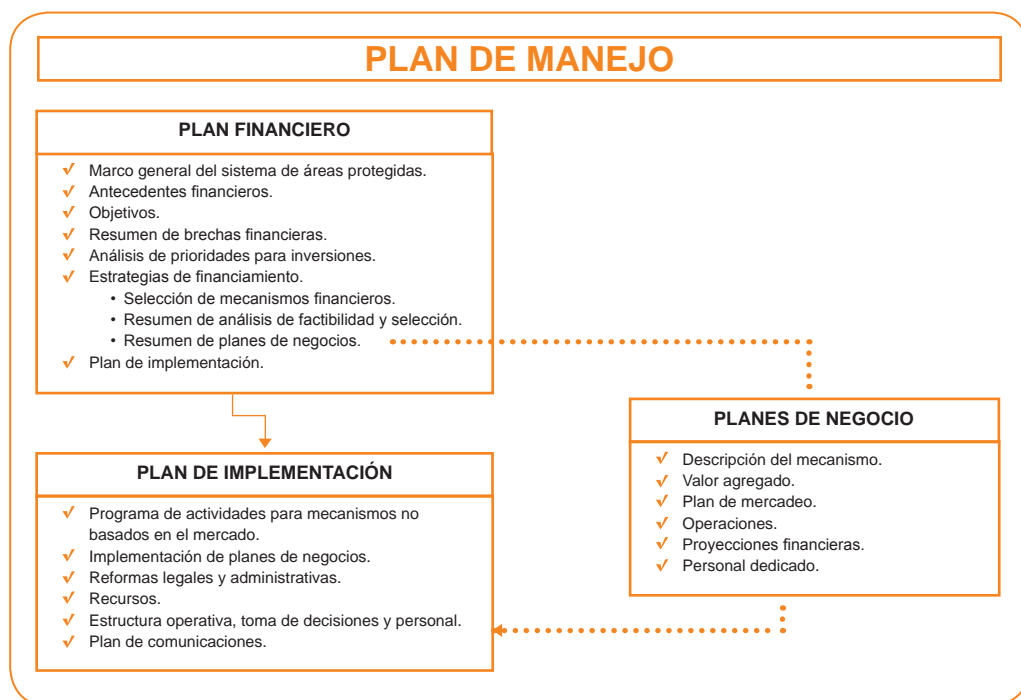 PLAN DE MANEJO
PLAN FINANCIERO
√ Marco general del sistema de áreas protegidas.
√ Antecedentes financieros.
√ Objetivos.
√ Resumen de brechas financieras.
√ Análisis de prioridades para inversiones.
√ Estrategias de financiamiento.
• Selección de mecanismos financieros.
• Resumen de análisis de factibilidad y selección.
• Resumen de planes de negocios.
√ Plan de implementación.
PLAN DE IMPLEMENTACIÓN
√ Programa de actividades para mecanismos no
basados en el mercado.
√ Implementación de planes de negocios.
√ Reformas legales y administrativas.
√ Recursos.
√ Estructura operativa, toma de decisiones y personal.
√ Plan de comunicaciones.
PLANES DE NEGOCIO
√ Descripción del mecanismo.
√ Valor agregado.
√ Plan de mercadeo.
√ Operaciones.
√ Proyecciones financieras.
√ Personal dedicado.